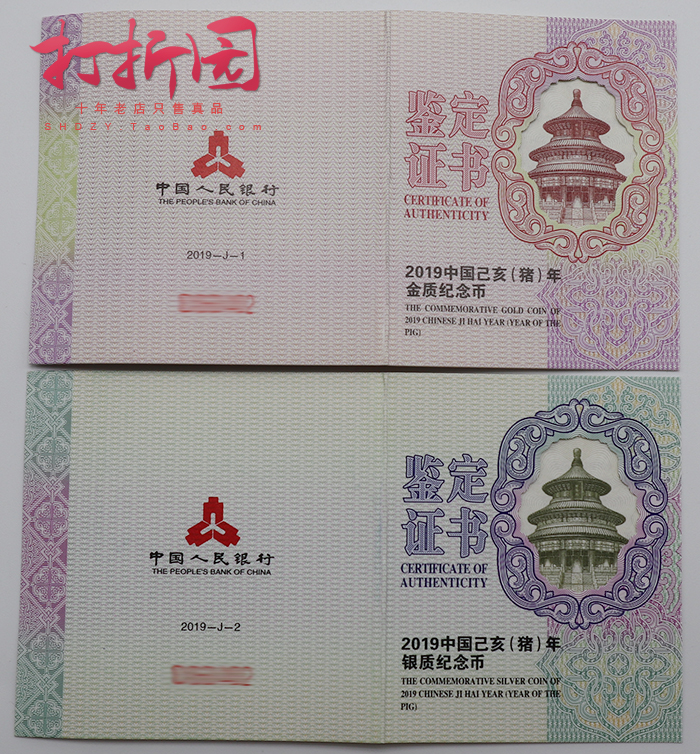 打折园
十年老店只售真品
SHDZY.TaoBao.com
中国人民银行
THE PEOPLE'S BANK OF CHINA
2019-J-1
鉴定
证书
CERTIFICATE OF
AUTHENTICITY
2019中国己亥(猪)年
金质纪念币
THE COMMEMORATIVE GOLD COIN OF
2019 CHINESE JI HAI YEAR (YEAR OF THE
PIG)
中国人民银行
THE PEOPLE'S BANK OF CHINA
2019-J-2
鉴定
证书
CERTIFICATE OF
AUTHENTICITY
2019中国己亥(猪)年
银质纪念币
THE COMMEMORATIVE SILVER COIN OF
2019 CHINESE JI HAI YEAR (YEAR OF THE
PIG)